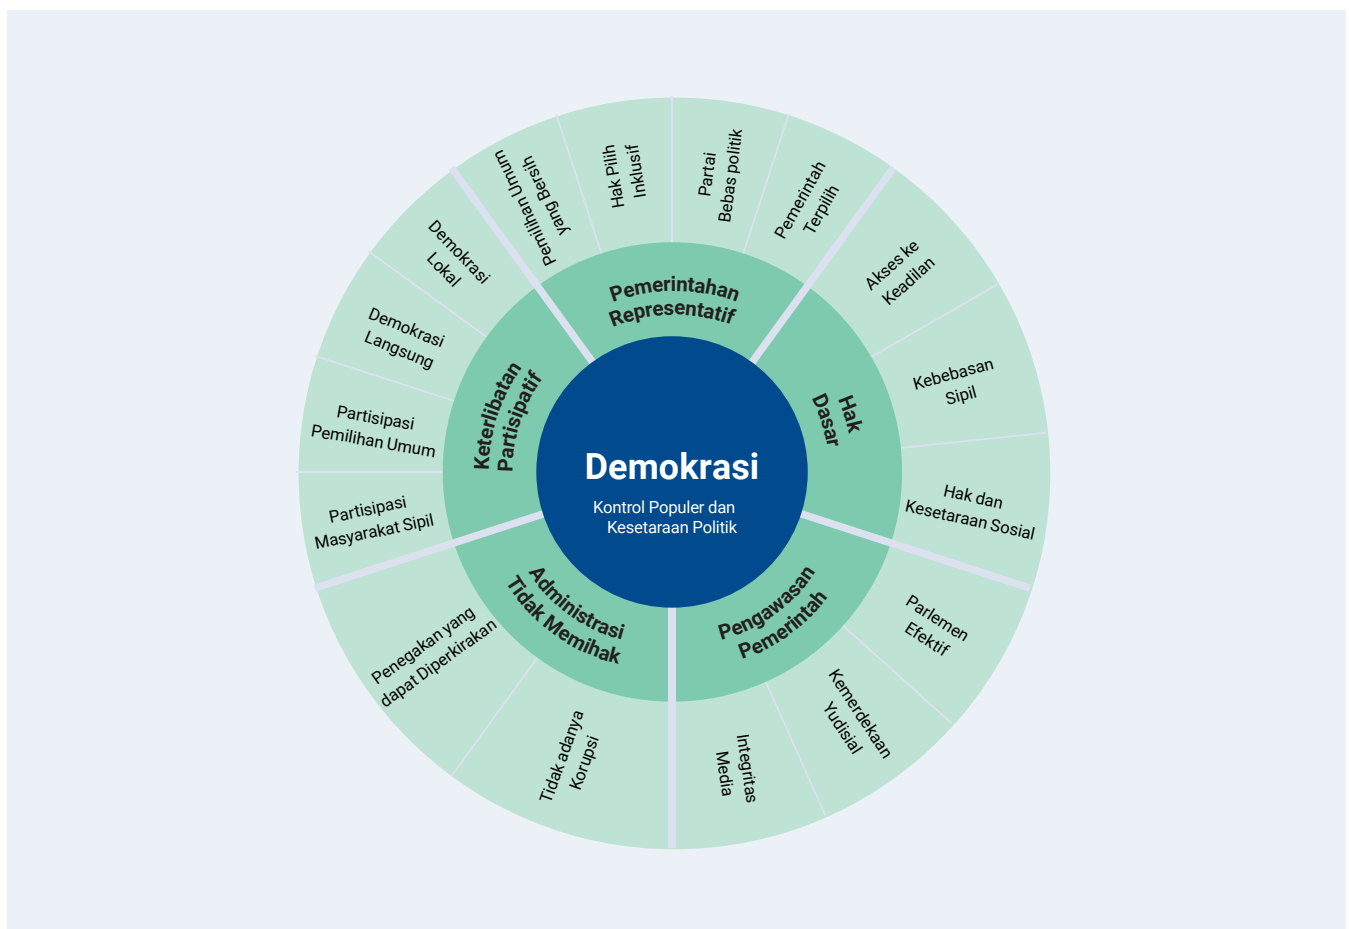 Demokrasi
Kontrol Populer dan
Kesetaraan Politik
Pemerintahan
Representatif
Pemilihan Umum
yang Bersih
Hak Pilih
Inklusif
Partai
Bebas politik
Pemerintah
Terpilih
Hak
Dasar
Akses ke
Keadilan
Kebebasan
Sipil
Hak dan
Kesetaraan Sosial
Pengawasan
Pemerintah
Parlemen
Efektif
Kemerdekaan
Yudisial
Integritas
Media
Administrasi
Tidak Memihak
Tidak adanya
Korupsi
Penegakan yang
dapat Diperkirakan
Keterlibatan
Partisipatif
Partisipasi
Masyarakat Sipil
Partisipasi
Pemilihan Umum
Demokrasi
Langsung
Demokrasi
Lokal